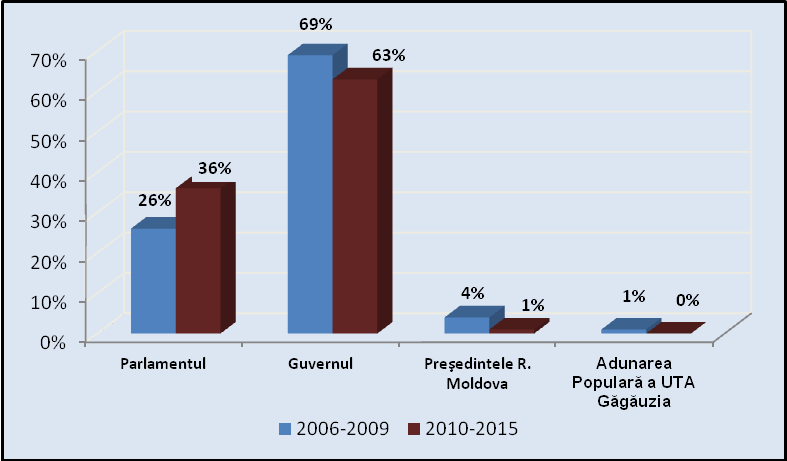 69%
70%
63%
60%
50%
40%
36%
26%
30%
20%
10%
4%
1%
1%
0%
0%
Parlamentul
Guvernul
Președintele R.
Moldova
Adunarea
Populară a UTA
Găgăuzia
2006-2009
2010-2015